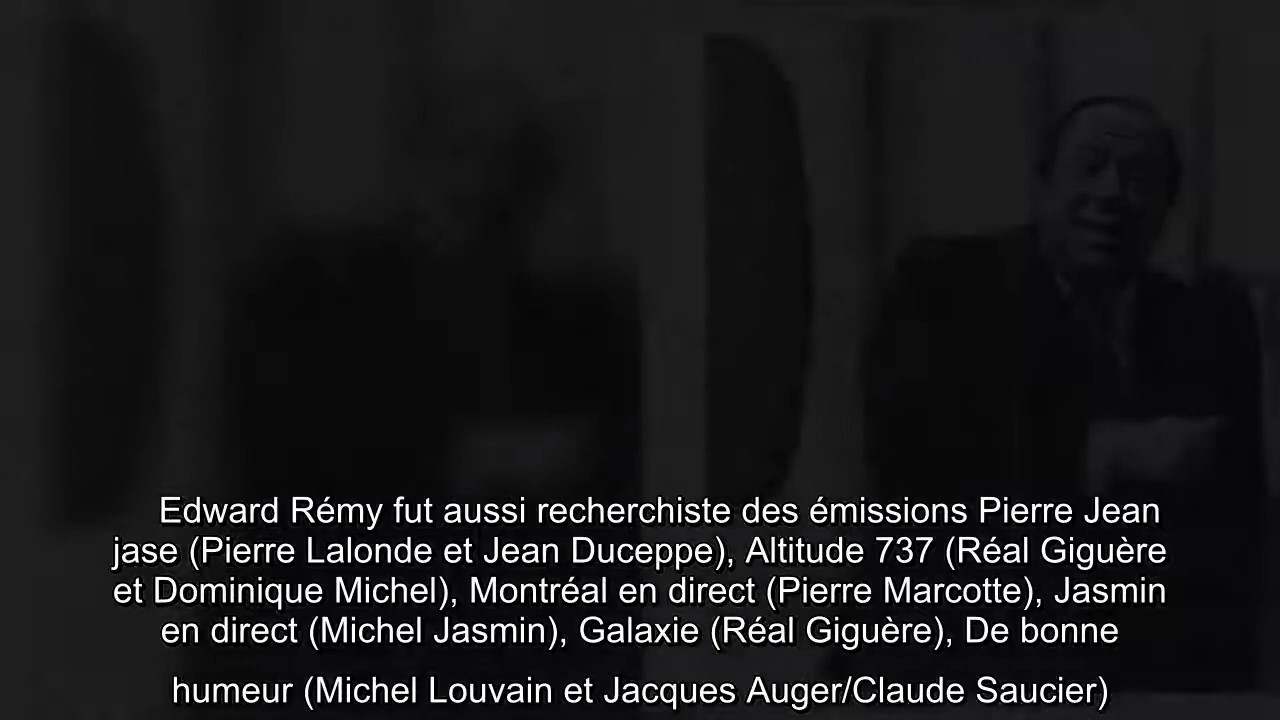 Edward Rémy fut aussi recherchiste des émissions Pierre Jean
jase (Pierre Lalonde et Jean Duceppe), Altitude 737 (Réal Giguère
et Dominique Michel), Montréal en direct (Pierre Marcotte), Jasmin
en direct (Michel Jasmin), Galaxie (Réal Giguère), De bonne
humeur (Michel Louvain et Jacques Auger/Claude Saucier)